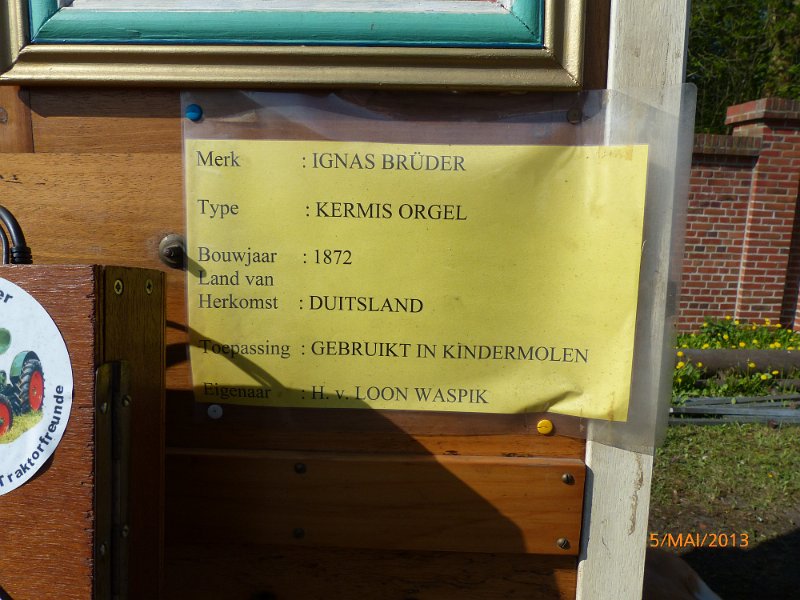 Merk : IGNAS BRÜDER
Type : KERMIS ORGEL
Bouwjaar : 1872
Land van
Herkomst : DUITSLAND
Toepassing : GEBRUIKT IN KINDERMOLEN
Eigenaar : H. v. LOON WASPIK
er
Traktorfreunde
5/MAI/2013